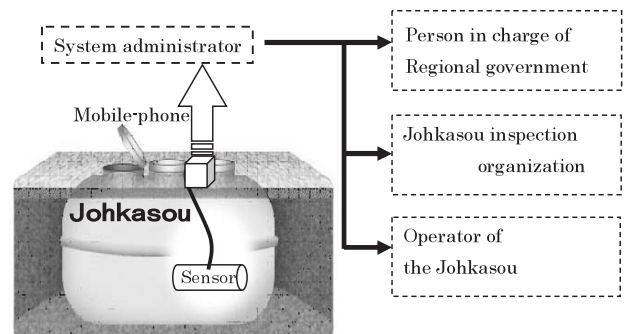 System administrator
Person in charge of
Regional government
Mobile-phone
Johkasou inspection
organization
Johkasou
Sensor
Operator of
the Johkasou